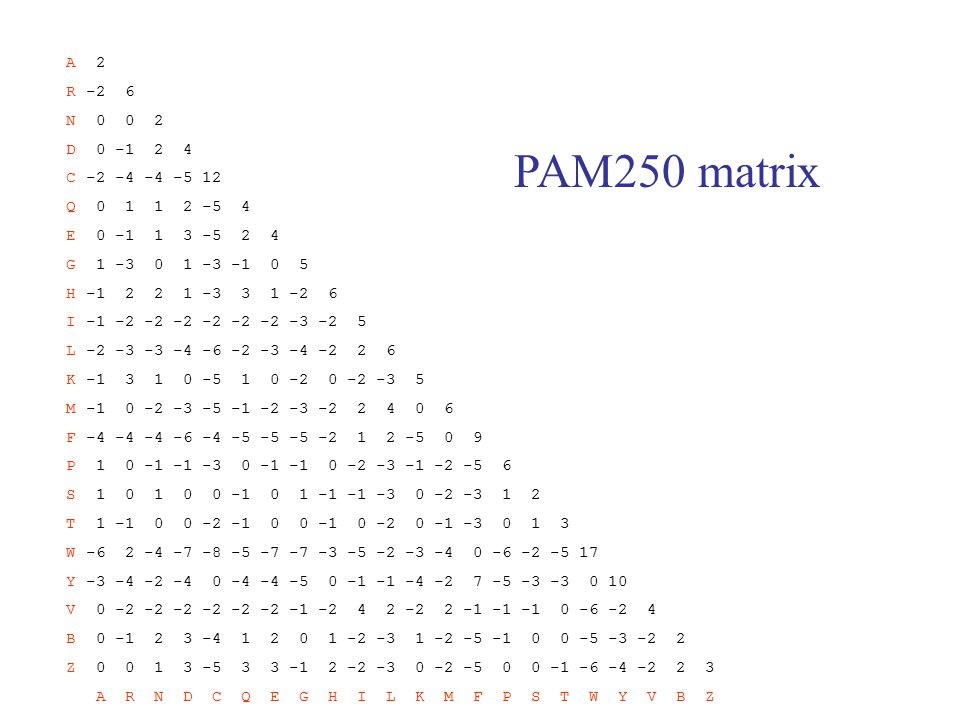 A  2
R -2  6
N  0  0  2
D  0 -1  2  4
PAM250 matrix
C -2 -4 -4 -5 12
Q  0  1  1  2 -5  4
E  0 -1  1  3 -5  2  4
G  1 -3  0  1 -3 -1  0  5
H -1  2  2  1 -3  3  1 -2  6
I -1 -2 -2 -2 -2 -2 -2 -3 -2  5
L -2 -3 -3 -4 -6 -2 -3 -4 -2  2  6
K -1  3  1  0 -5  1  0 -2  0 -2 -3  5
M -1  0 -2 -3 -5 -1 -2 -3 -2  2  4  0  6
F -4 -4 -4 -6 -4 -5 -5 -5 -2  1  2 -5  0  9
P  1  0 -1 -1 -3  0 -1 -1  0 -2 -3 -1 -2 -5  6
S  1  0  1  0  0 -1  0  1 -1 -1 -3  0 -2 -3  1  2
T  1 -1  0  0 -2 -1  0  0 -1  0 -2  0 -1 -3  0  1  3
W -6  2 -4 -7 -8 -5 -7 -7 -3 -5 -2 -3 -4  0 -6 -2 -5 17
Y -3 -4 -2 -4  0 -4 -4 -5  0 -1 -1 -4 -2  7 -5 -3 -3  0 10
V  0 -2 -2 -2 -2 -2 -2 -1 -2  4  2 -2  2 -1 -1 -1  0 -6 -2  4
B  0 -1  2  3 -4  1  2  0  1 -2 -3  1 -2 -5 -1  0  0 -5 -3 -2  2
Z  0  0  1  3 -5  3  3 -1  2 -2 -3  0 -2 -5  0  0 -1 -6 -4 -2  2  3
A  R  N  D  C  Q  E  G  H  I  L  K  M  F  P  S  T  W  Y  V  B  Z